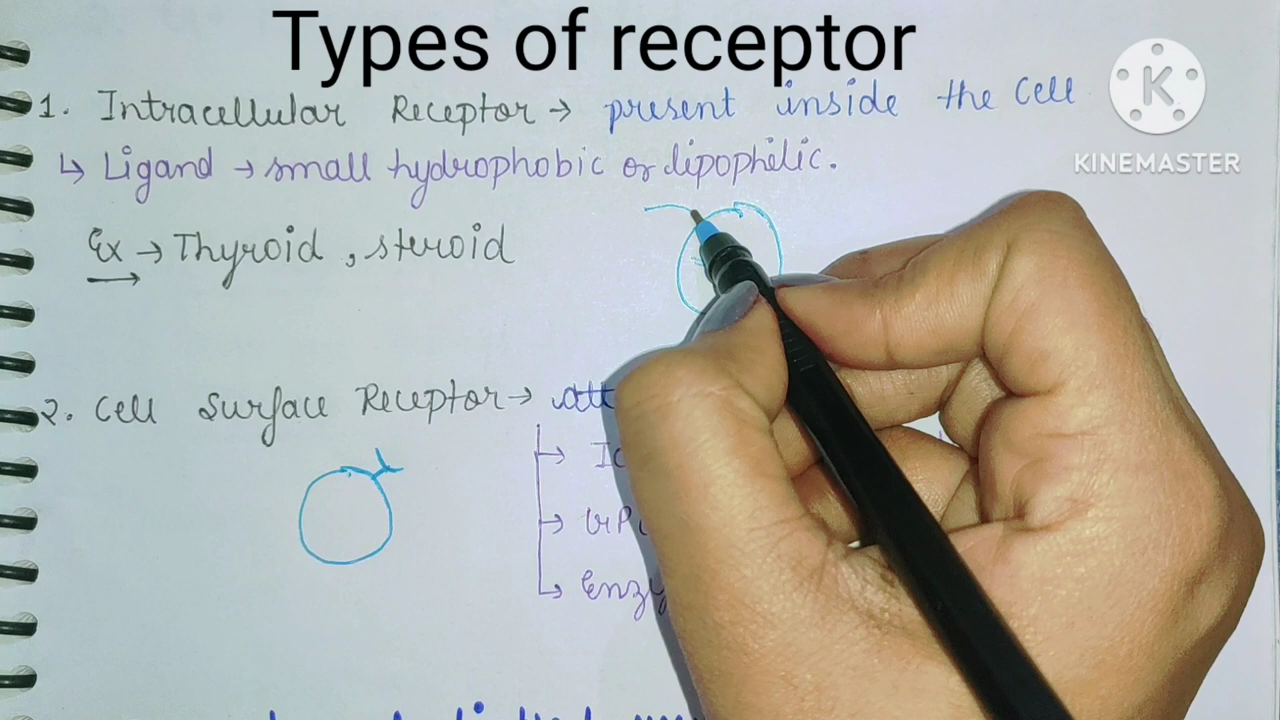 Types of receptor
1. Intracellular Receptor → present inside the Cell
K
KINEMASTER
↳ Ligand → small hydrophobic or lipophilic.
Ex → Thyroid, steroid
2. Cell Surface Receptor →